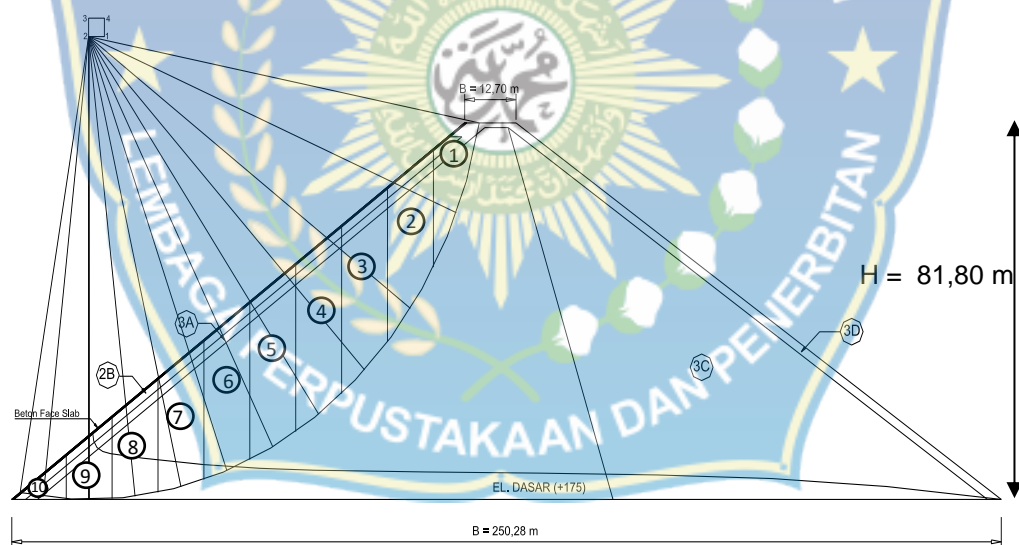 3 4
2 1
B = 12,70 m
1
2
3
4
5
6
7
8
9
10
3A
2B
Beton Face Slab
H = 81,80 m
3D
3C
EL. DASAR (+175)
B = 250,28 m
LEMBAGA PERPUSTAKAAN DAN PENERBITAN